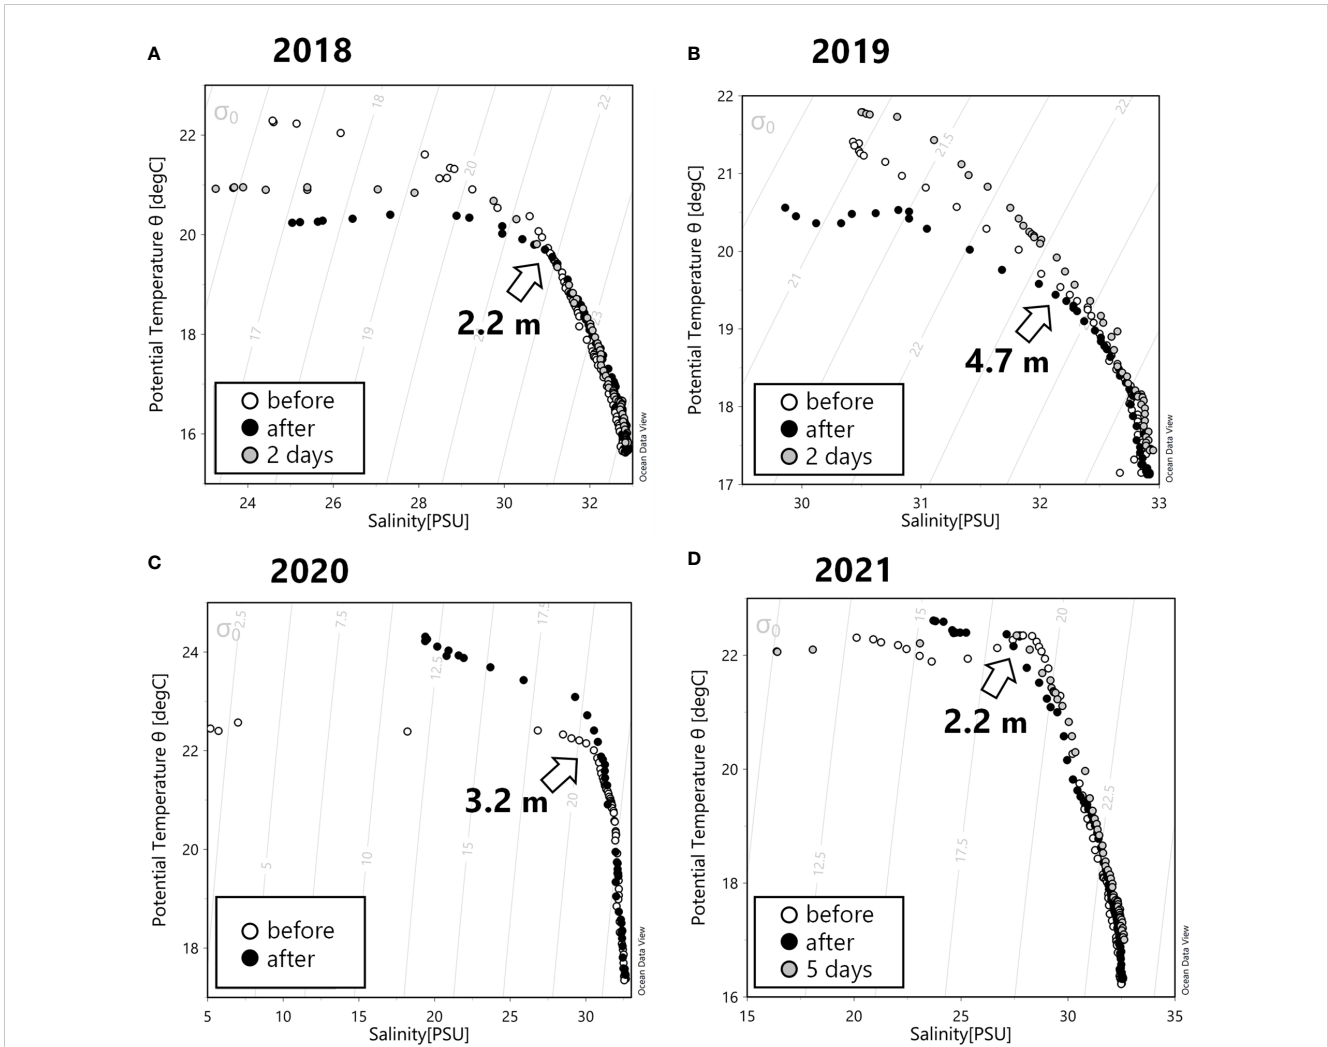 A
2018
σ0
18
20
22
17
19
23
22
20
18
16
Potential Temperature θ [degC]
2.2 m
before
after
2 days
Ocean Data View
24
26
28
30
32
Salinity[PSU]
B
2019
σ0
21.5
22.
21
22
22
21
20
19
18
17
Potential Temperature θ [degC]
4.7 m
before
after
2 days
Ocean Data View
30
31
32
33
Salinity[PSU]
C
2020
σ0
2.5
7.5
12.5
17.5
5
10
15
20
24
22
20
18
Potential Temperature θ [degC]
3.2 m
before
after
Ocean Data View
5
10
15
20
25
30
Salinity[PSU]
D
2021
σ0
15
20
12.5
17.5
22.5
22
20
18
16
Potential Temperature θ [degC]
2.2 m
before
after
5 days
Ocean Data View
15
20
25
30
35
Salinity[PSU]